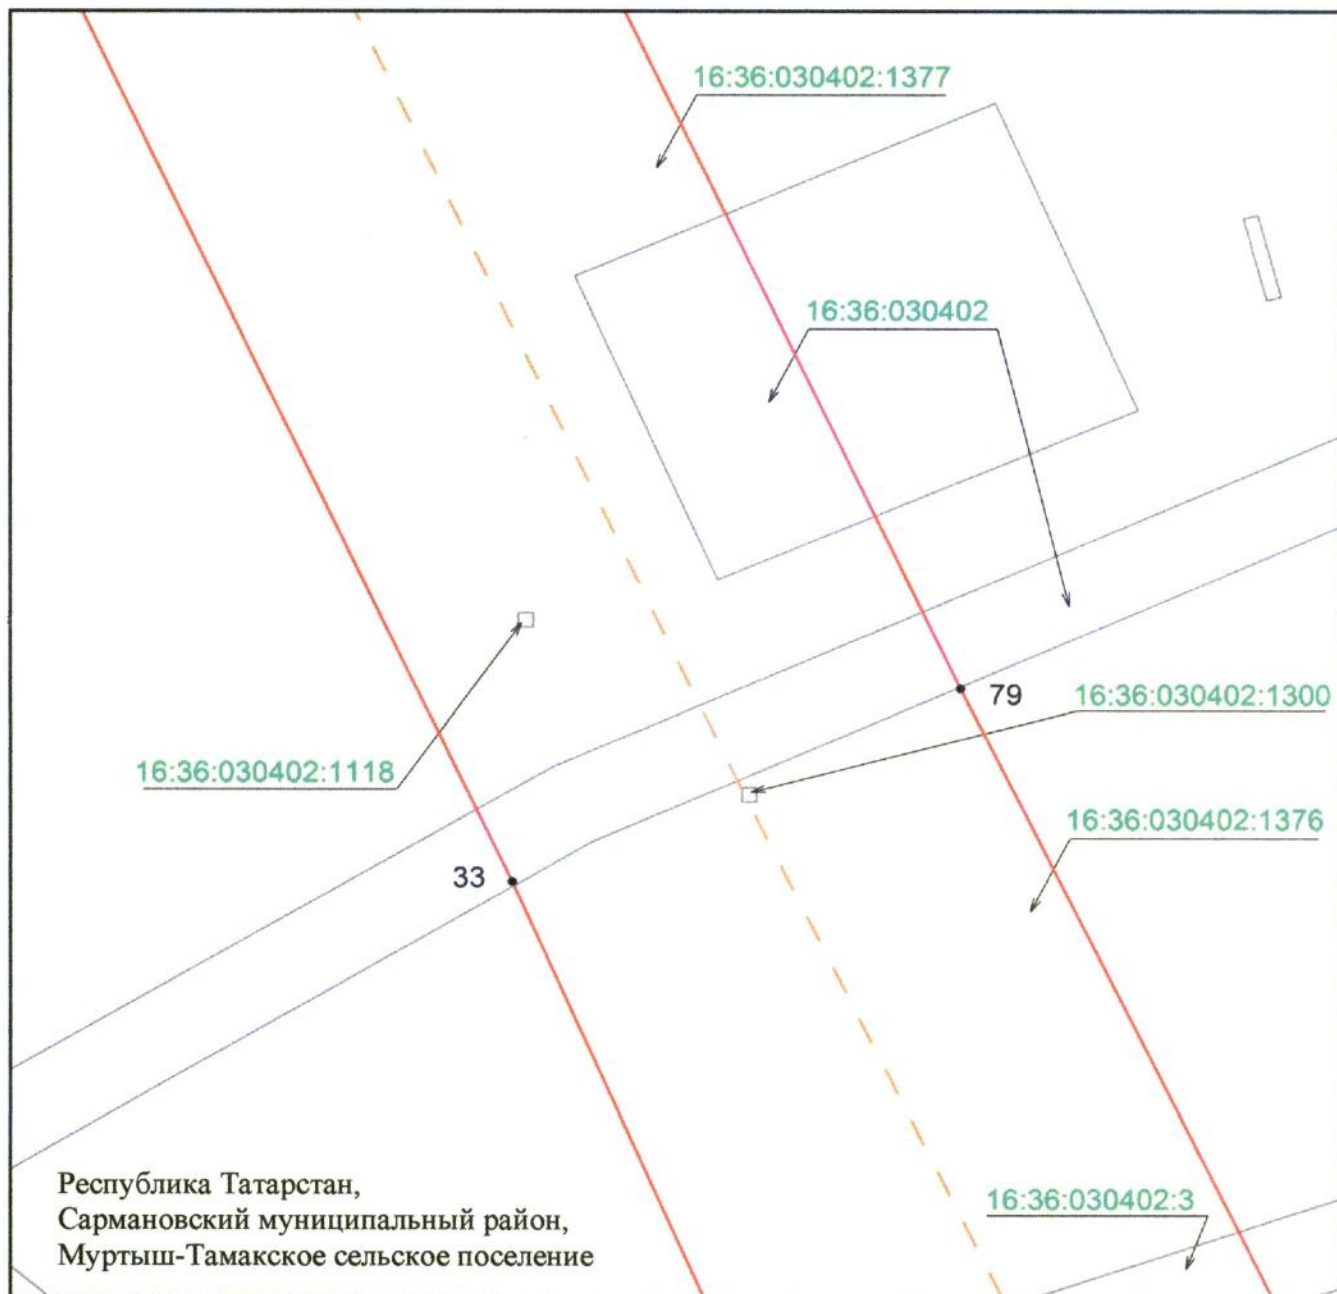 16:36:030402:1377
16:36:030402
79
16:36:030402:1300
16:36:030402:1118
16:36:030402:1376
33
Республика Татарстан,
Сармановский муниципальный район,
Муртыш-Тамакское сельское поселение
16:36:030402:3